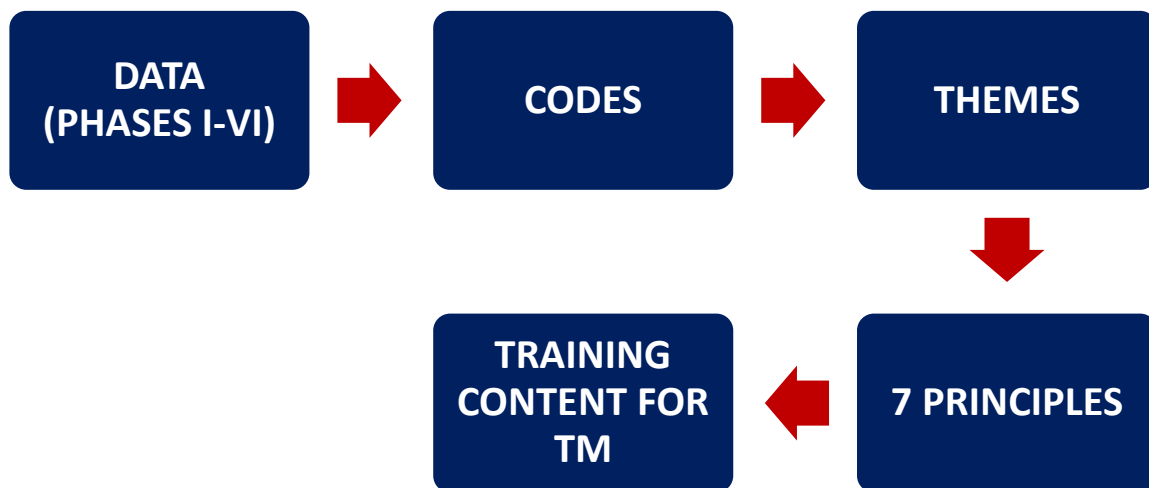 DATA
(PHASES I-VI)
CODES
THEMES
7 PRINCIPLES
TRAINING
CONTENT FOR
TM